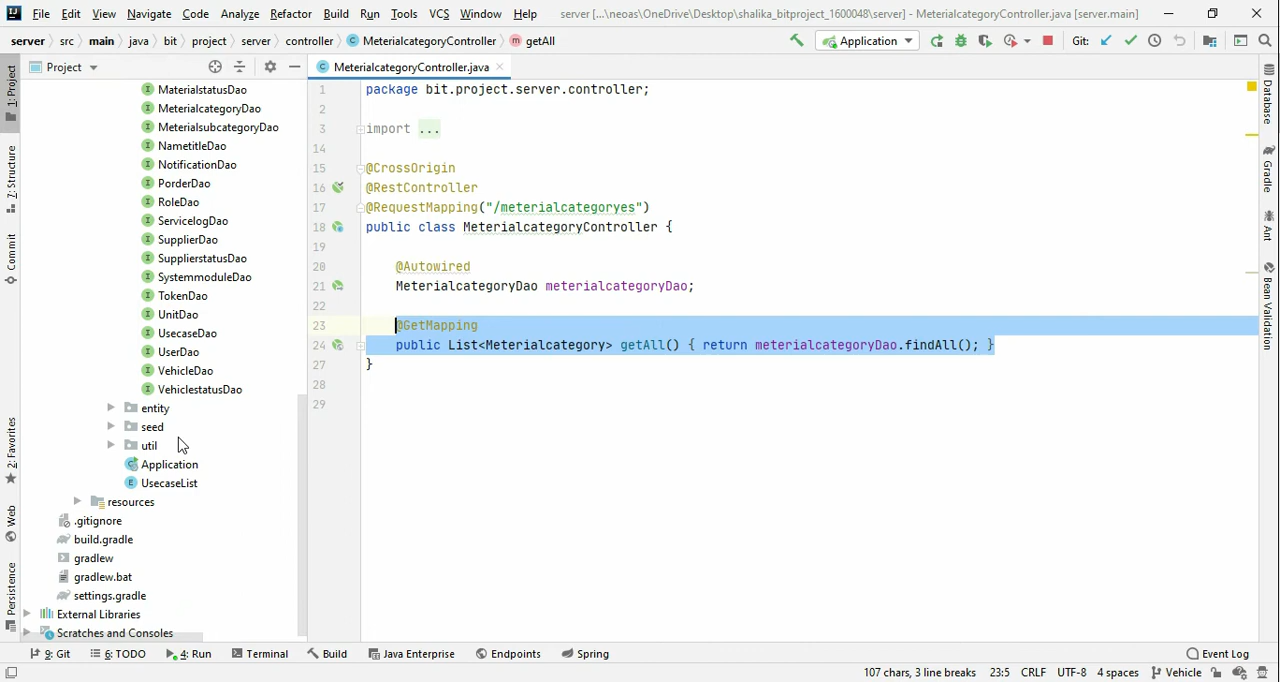 File Edit View Navigate Code Analyze Refactor Build Run Tools VCS Window Help server [...\neoas\OneDrive\Desktop\shalika_bitproject_1600048\server] - MeterialcategoryController.java [server.main]
server src main java bit project server controller MeterialcategoryController getAll Application Git:
1: Project
Z: Structure
Commit
2: Favorites
Web
Persistence
Project
MaterialstatusDao
MeterialcategoryDao
MeterialsubcategoryDao
NametitleDao
NotificationDao
PorderDao
RoleDao
ServicelogDao
SupplierDao
SupplierstatusDao
SystemmoduleDao
TokenDao
UnitDao
UsecaseDao
UserDao
VehicleDao
VehiclestatusDao
entity
seed
util
Application
UsecaseList
resources
.gitignore
build.gradle
gradlew
gradlew.bat
settings.gradle
External Libraries
Scratches and Consoles
MeterialcategoryController.java
1 package bit.project.server.controller;
2
3 import ...
14
15 @CrossOrigin
16 @RestController
17 @RequestMapping("/meterialcategoryes")
18 public class MeterialcategoryController {
19
20 @Autowired
21 MeterialcategoryDao meterialcategoryDao;
22
23 @GetMapping
24 public List<Meterialcategory> getAll() { return meterialcategoryDao.findAll(); }
27 }
28
29
Database
Gradle
Ant
Bean Validation
9: Git 6: TODO 4: Run Terminal Build Java Enterprise Endpoints Spring Event Log
107 chars, 3 line breaks 23:5 CRLF UTF-8 4 spaces Vehicle